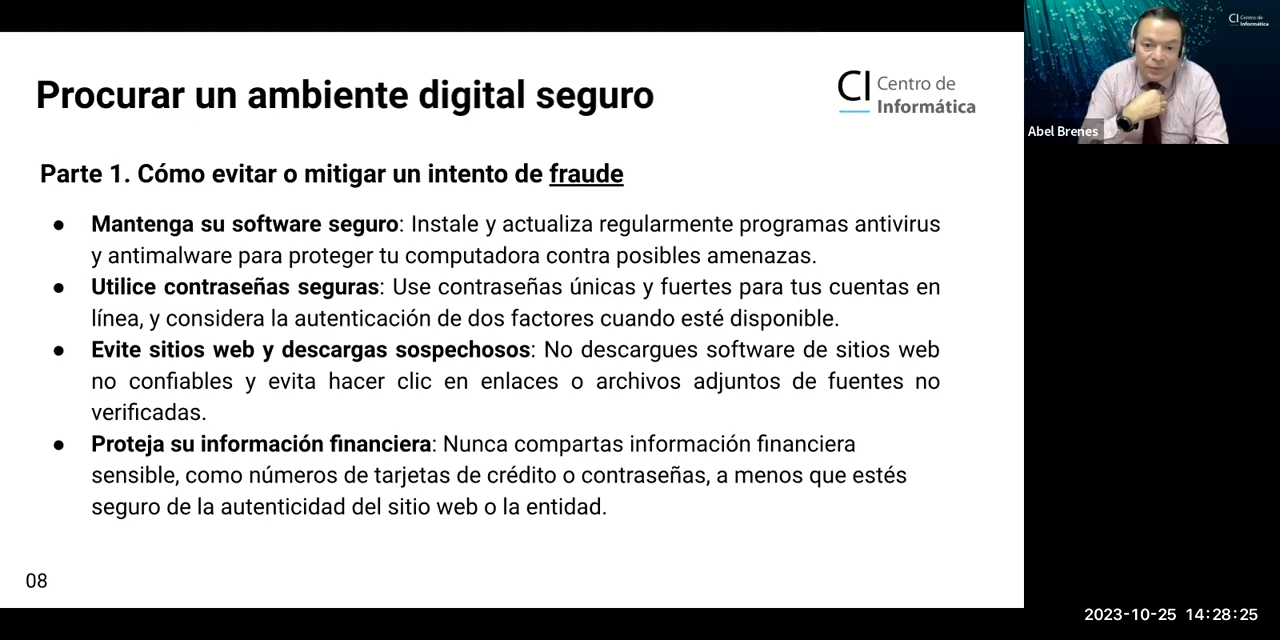 Procurar un ambiente digital seguro
CI Centro de
Informática
Parte 1. Cómo evitar o mitigar un intento de fraude
● Mantenga su software seguro: Instale y actualiza regularmente programas antivirus
y antimalware para proteger tu computadora contra posibles amenazas.
● Utilice contraseñas seguras: Use contraseñas únicas y fuertes para tus cuentas en
línea, y considera la autenticación de dos factores cuando esté disponible.
● Evite sitios web y descargas sospechosos: No descargues software de sitios web
no confiables y evita hacer clic en enlaces o archivos adjuntos de fuentes no
verificadas.
● Proteja su información financiera: Nunca compartas información financiera
sensible, como números de tarjetas de crédito o contraseñas, a menos que estés
seguro de la autenticidad del sitio web o la entidad.
08
CI Centro de
Informática
Abel Brenes
2023-10-25 14:28:25